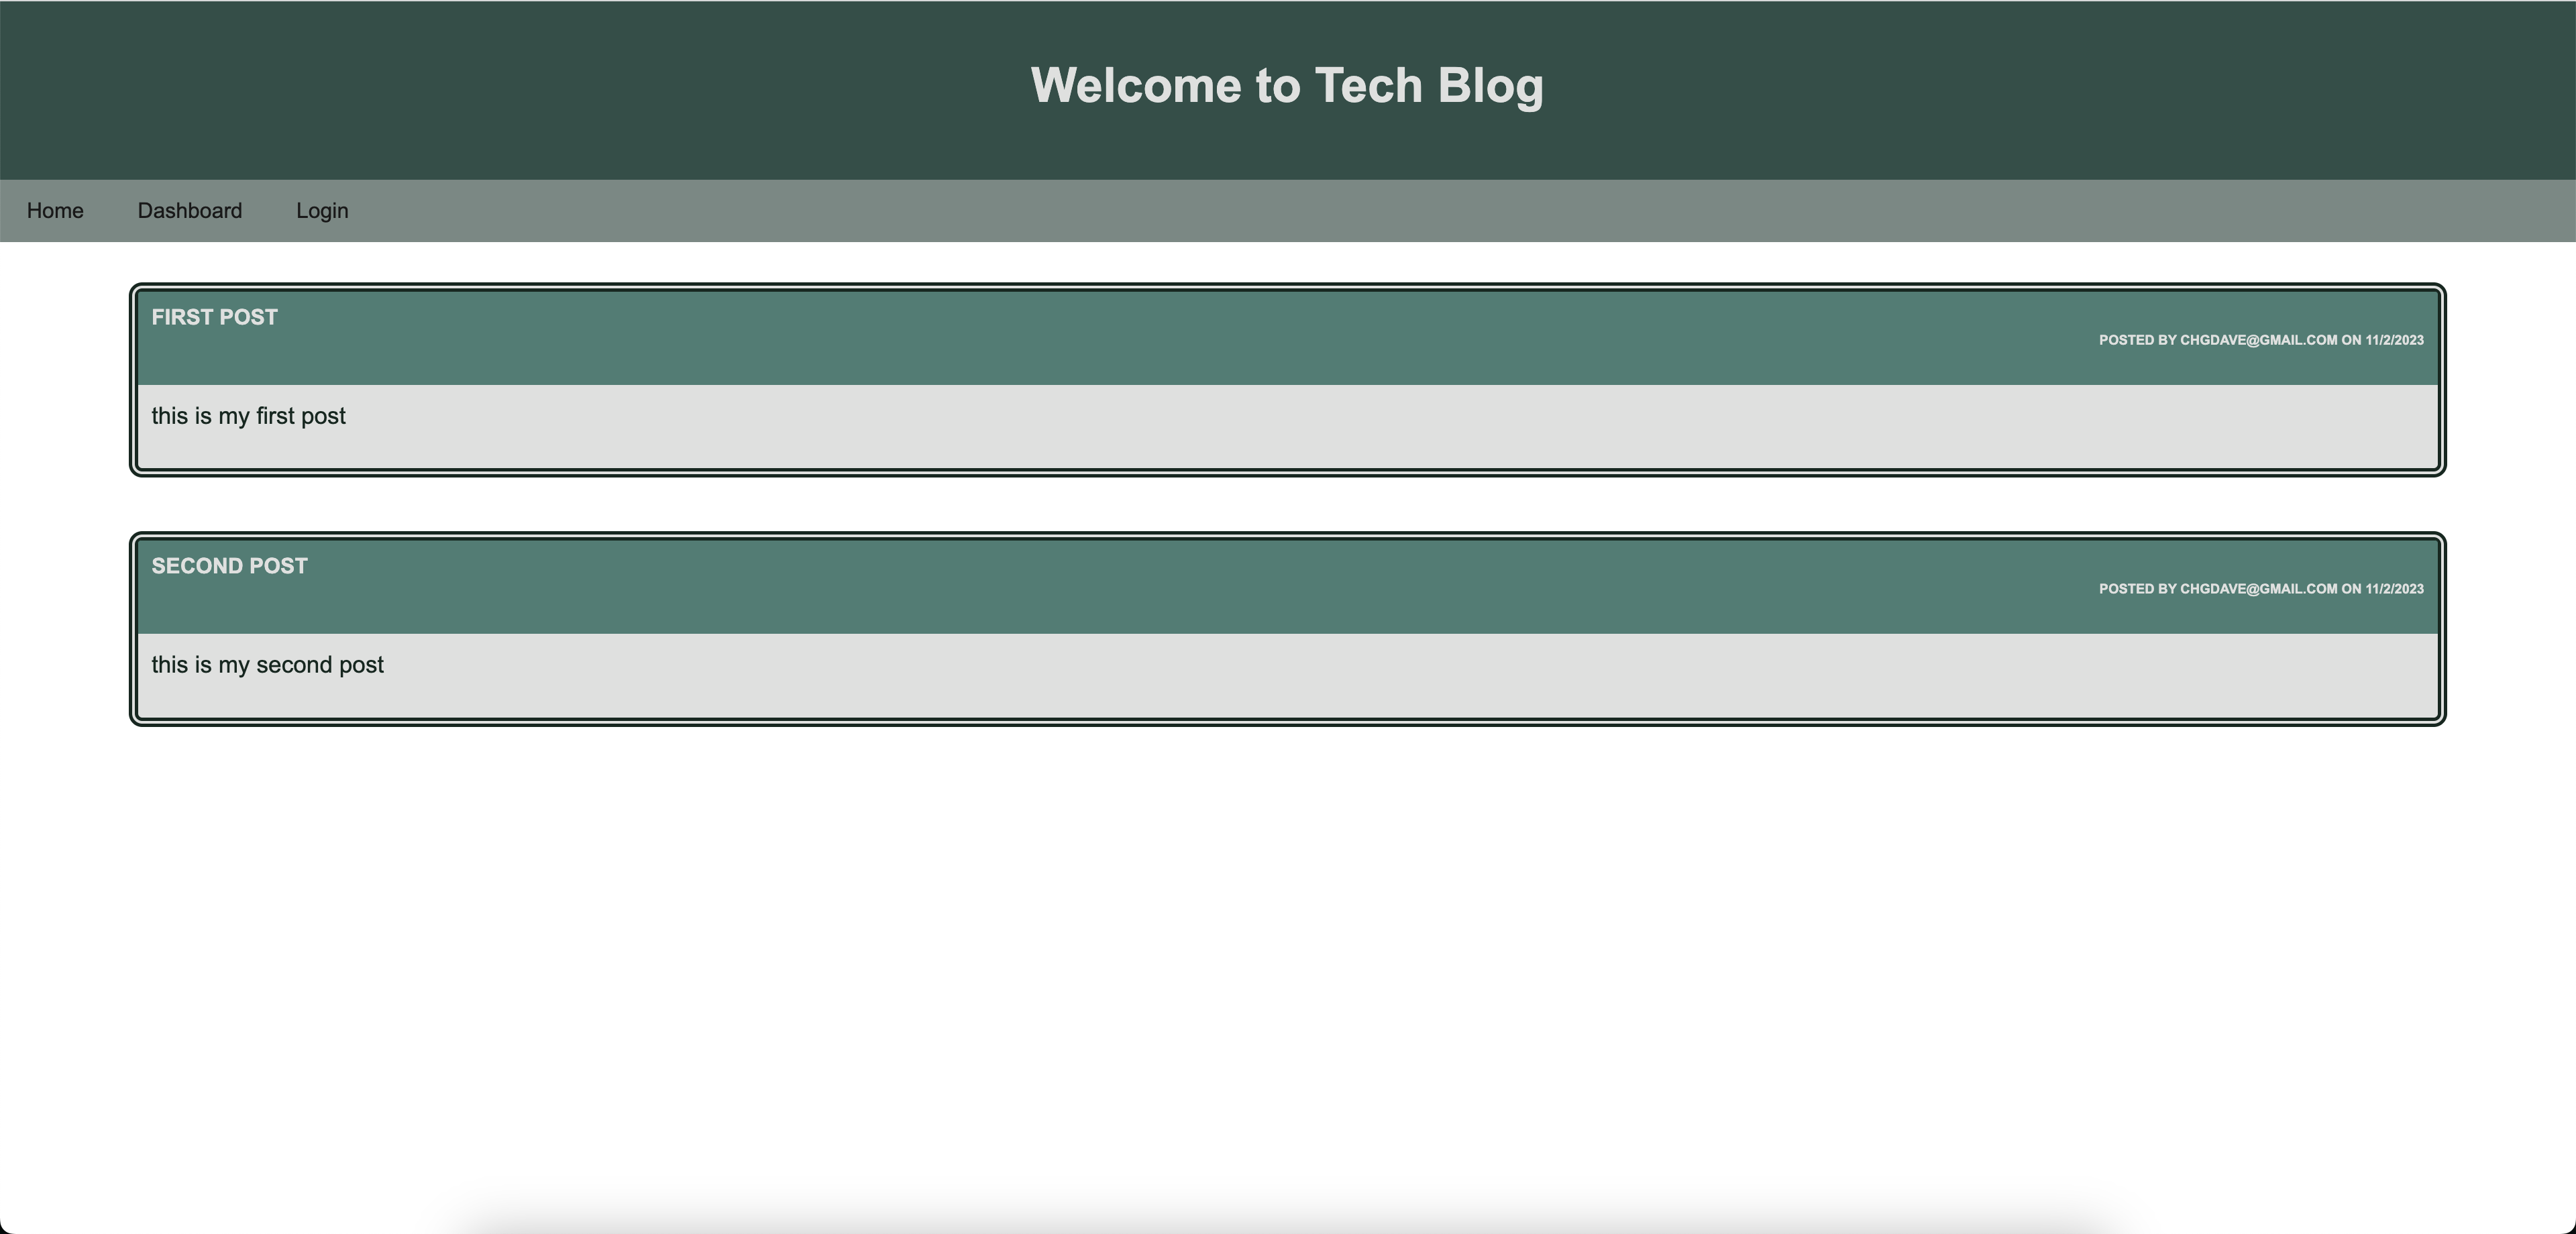 Welcome to Tech Blog
Home Dashboard Login
FIRST POST
POSTED BY CHGDAVE@GMAIL.COM ON 11/2/2023
this is my first post
SECOND POST
POSTED BY CHGDAVE@GMAIL.COM ON 11/2/2023
this is my second post